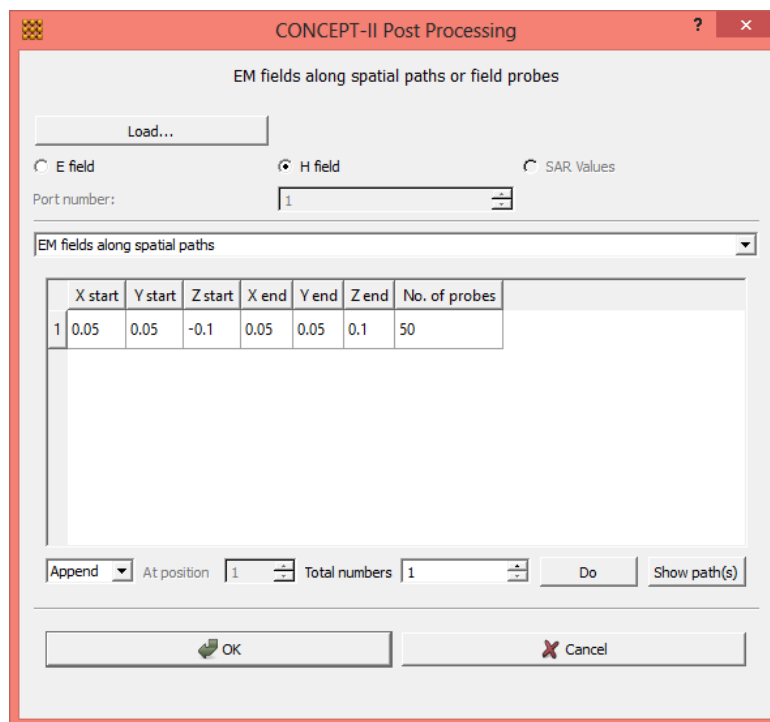 CONCEPT-II Post Processing ? ×
EM fields along spatial paths or field probes
Load...
E field H field SAR Values
Port number: 1
EM fields along spatial paths
X start Y start Z start X end Y end Z end No. of probes
1 0.05 0.05 -0.1 0.05 0.05 0.1 50
Append At position 1 Total numbers 1 Do Show path(s)
OK Cancel